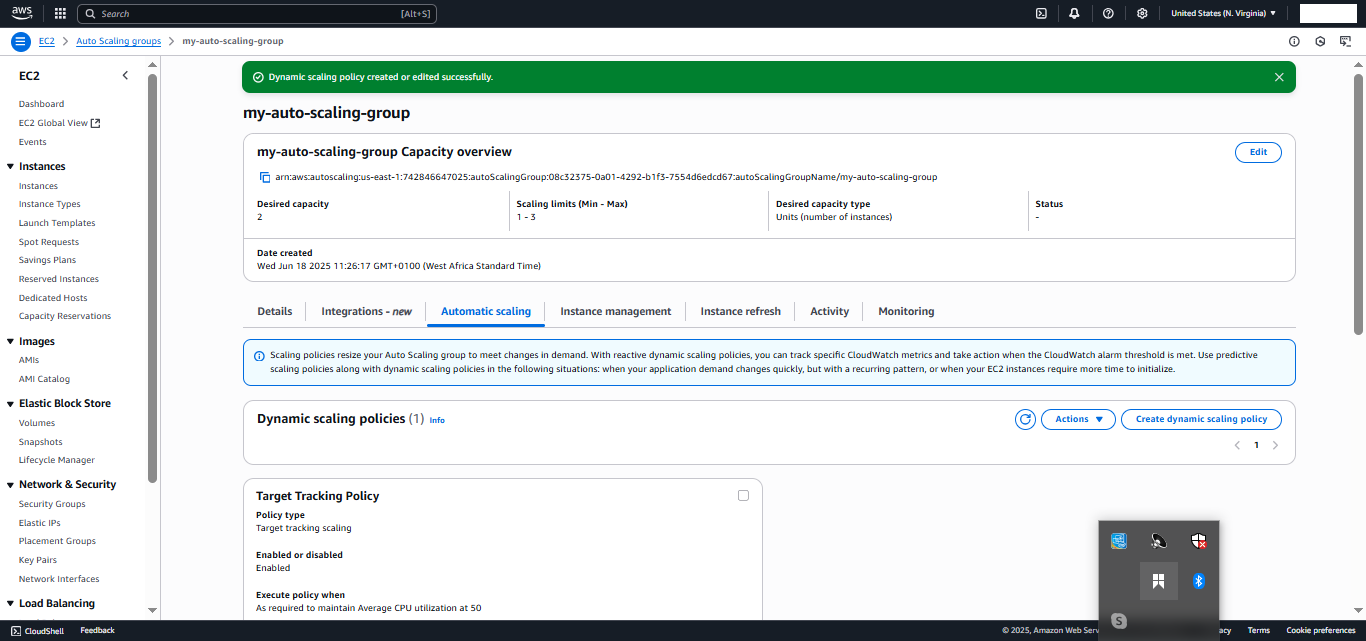 aws
Search [Alt+S]
United States (N. Virginia)
EC2 > Auto Scaling groups > my-auto-scaling-group
EC2
Dashboard
EC2 Global View
Events
Instances
Instances
Instance Types
Launch Templates
Spot Requests
Savings Plans
Reserved Instances
Dedicated Hosts
Capacity Reservations
Images
AMIs
AMI Catalog
Elastic Block Store
Volumes
Snapshots
Lifecycle Manager
Network & Security
Security Groups
Elastic IPs
Placement Groups
Key Pairs
Network Interfaces
Load Balancing
Dynamic scaling policy created or edited successfully.
my-auto-scaling-group
my-auto-scaling-group Capacity overview
Edit
arn:aws:autoscaling:us-east-1:742846647025:autoScalingGroup:08c32375-0a01-4292-b1f3-7554d6edcd67:autoScalingGroupName/my-auto-scaling-group
Desired capacity
2
Scaling limits (Min - Max)
1 - 3
Desired capacity type
Units (number of instances)
Status
-
Date created
Wed Jun 18 2025 11:26:17 GMT+0100 (West Africa Standard Time)
Details
Integrations - new
Automatic scaling
Instance management
Instance refresh
Activity
Monitoring
Scaling policies resize your Auto Scaling group to meet changes in demand. With reactive dynamic scaling policies, you can track specific CloudWatch metrics and take action when the CloudWatch alarm threshold is met. Use predictive
scaling policies along with dynamic scaling policies in the following situations: when your application demand changes quickly, but with a recurring pattern, or when your EC2 instances require more time to initialize.
Dynamic scaling policies (1) Info
Actions
Create dynamic scaling policy
1
Target Tracking Policy
Policy type
Target tracking scaling
Enabled or disabled
Enabled
Execute policy when
As required to maintain Average CPU utilization at 50
CloudShell
Feedback
© 2025, Amazon Web Serv
acy
Terms
Cookie preferences